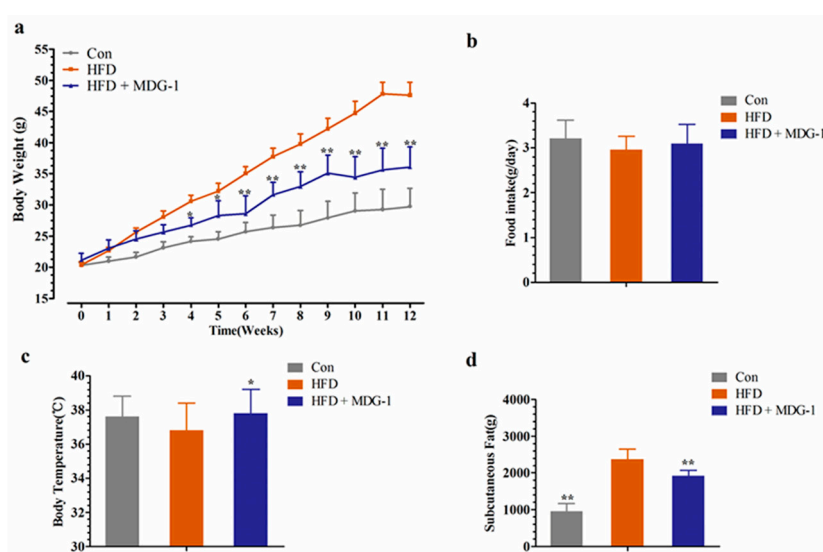 a
Con
HFD
HFD + MDG-1
55
50
45
40
35
30
25
20
15
Body Weight (g)
* * ** ** ** ** ** ** **
0 1 2 3 4 5 6 7 8 9 10 11 12
Time(Weeks)
b
Con
HFD
HFD + MDG-1
4
3
2
1
0
Food intake(g/day)
c
Con
HFD
HFD + MDG-1
40
38
36
34
32
30
Body Temperature(℃)
*
d
Con
HFD
HFD + MDG-1
4000
3000
2000
1000
0
Subcutaneous Fat(g)
** **